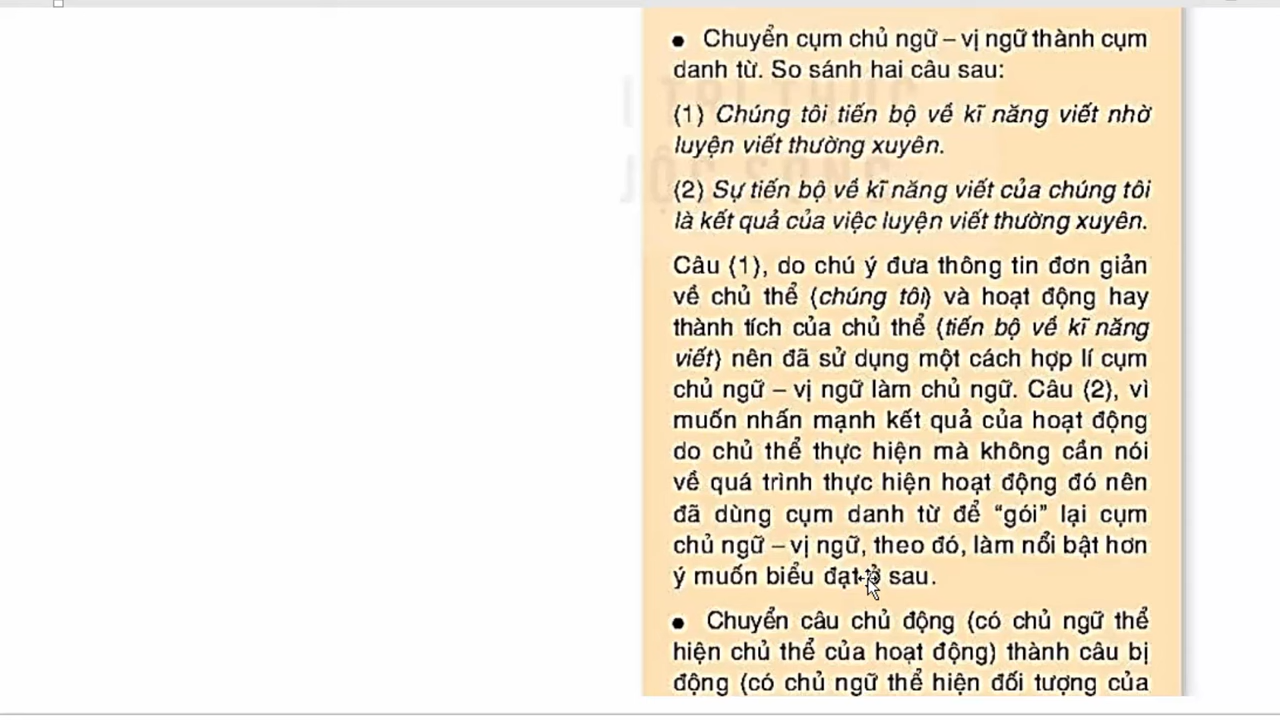 • Chuyển cụm chủ ngữ – vị ngữ thành cụm
danh từ. So sánh hai câu sau:
(1) Chúng tôi tiến bộ về kĩ năng viết nhờ
luyện viết thường xuyên.
(2) Sự tiến bộ về kĩ năng viết của chúng tôi
là kết quả của việc luyện viết thường xuyên.
Câu (1), do chú ý đưa thông tin đơn giản
về chủ thể (chúng tôi) và hoạt động hay
thành tích của chủ thể (tiến bộ về kĩ năng
viết) nên đã sử dụng một cách hợp lí cụm
chủ ngữ – vị ngữ làm chủ ngữ. Câu (2), vì
muốn nhấn mạnh kết quả của hoạt động
do chủ thể thực hiện mà không cần nói
về quá trình thực hiện hoạt động đó nên
đã dùng cụm danh từ để “gói” lại cụm
chủ ngữ – vị ngữ, theo đó, làm nổi bật hơn
ý muốn biểu đạt ở sau.
• Chuyển câu chủ động (có chủ ngữ thể
hiện chủ thể của hoạt động) thành câu bị
động (có chủ ngữ thể hiện đối tượng của